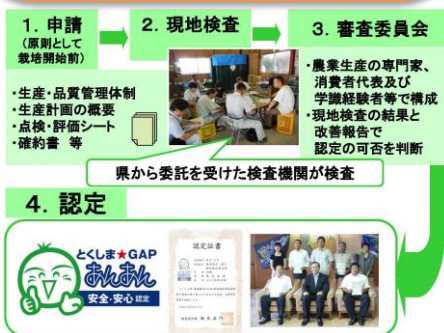 1. 申請
(原則として
栽培開始前)
・生産・品質管理体制
・生産計画の概要
・点検・評価シート
・確約書 等
2. 現地検査
県から委託を受けた検査機関が検査
3. 審査委員会
・農業生産の専門家、
消費者代表及び
学識経験者等で構成
・現地検査の結果と
改善報告で
認定の可否を判断
4. 認定
とくしま★GAP
安全・安心 認定
認定証書